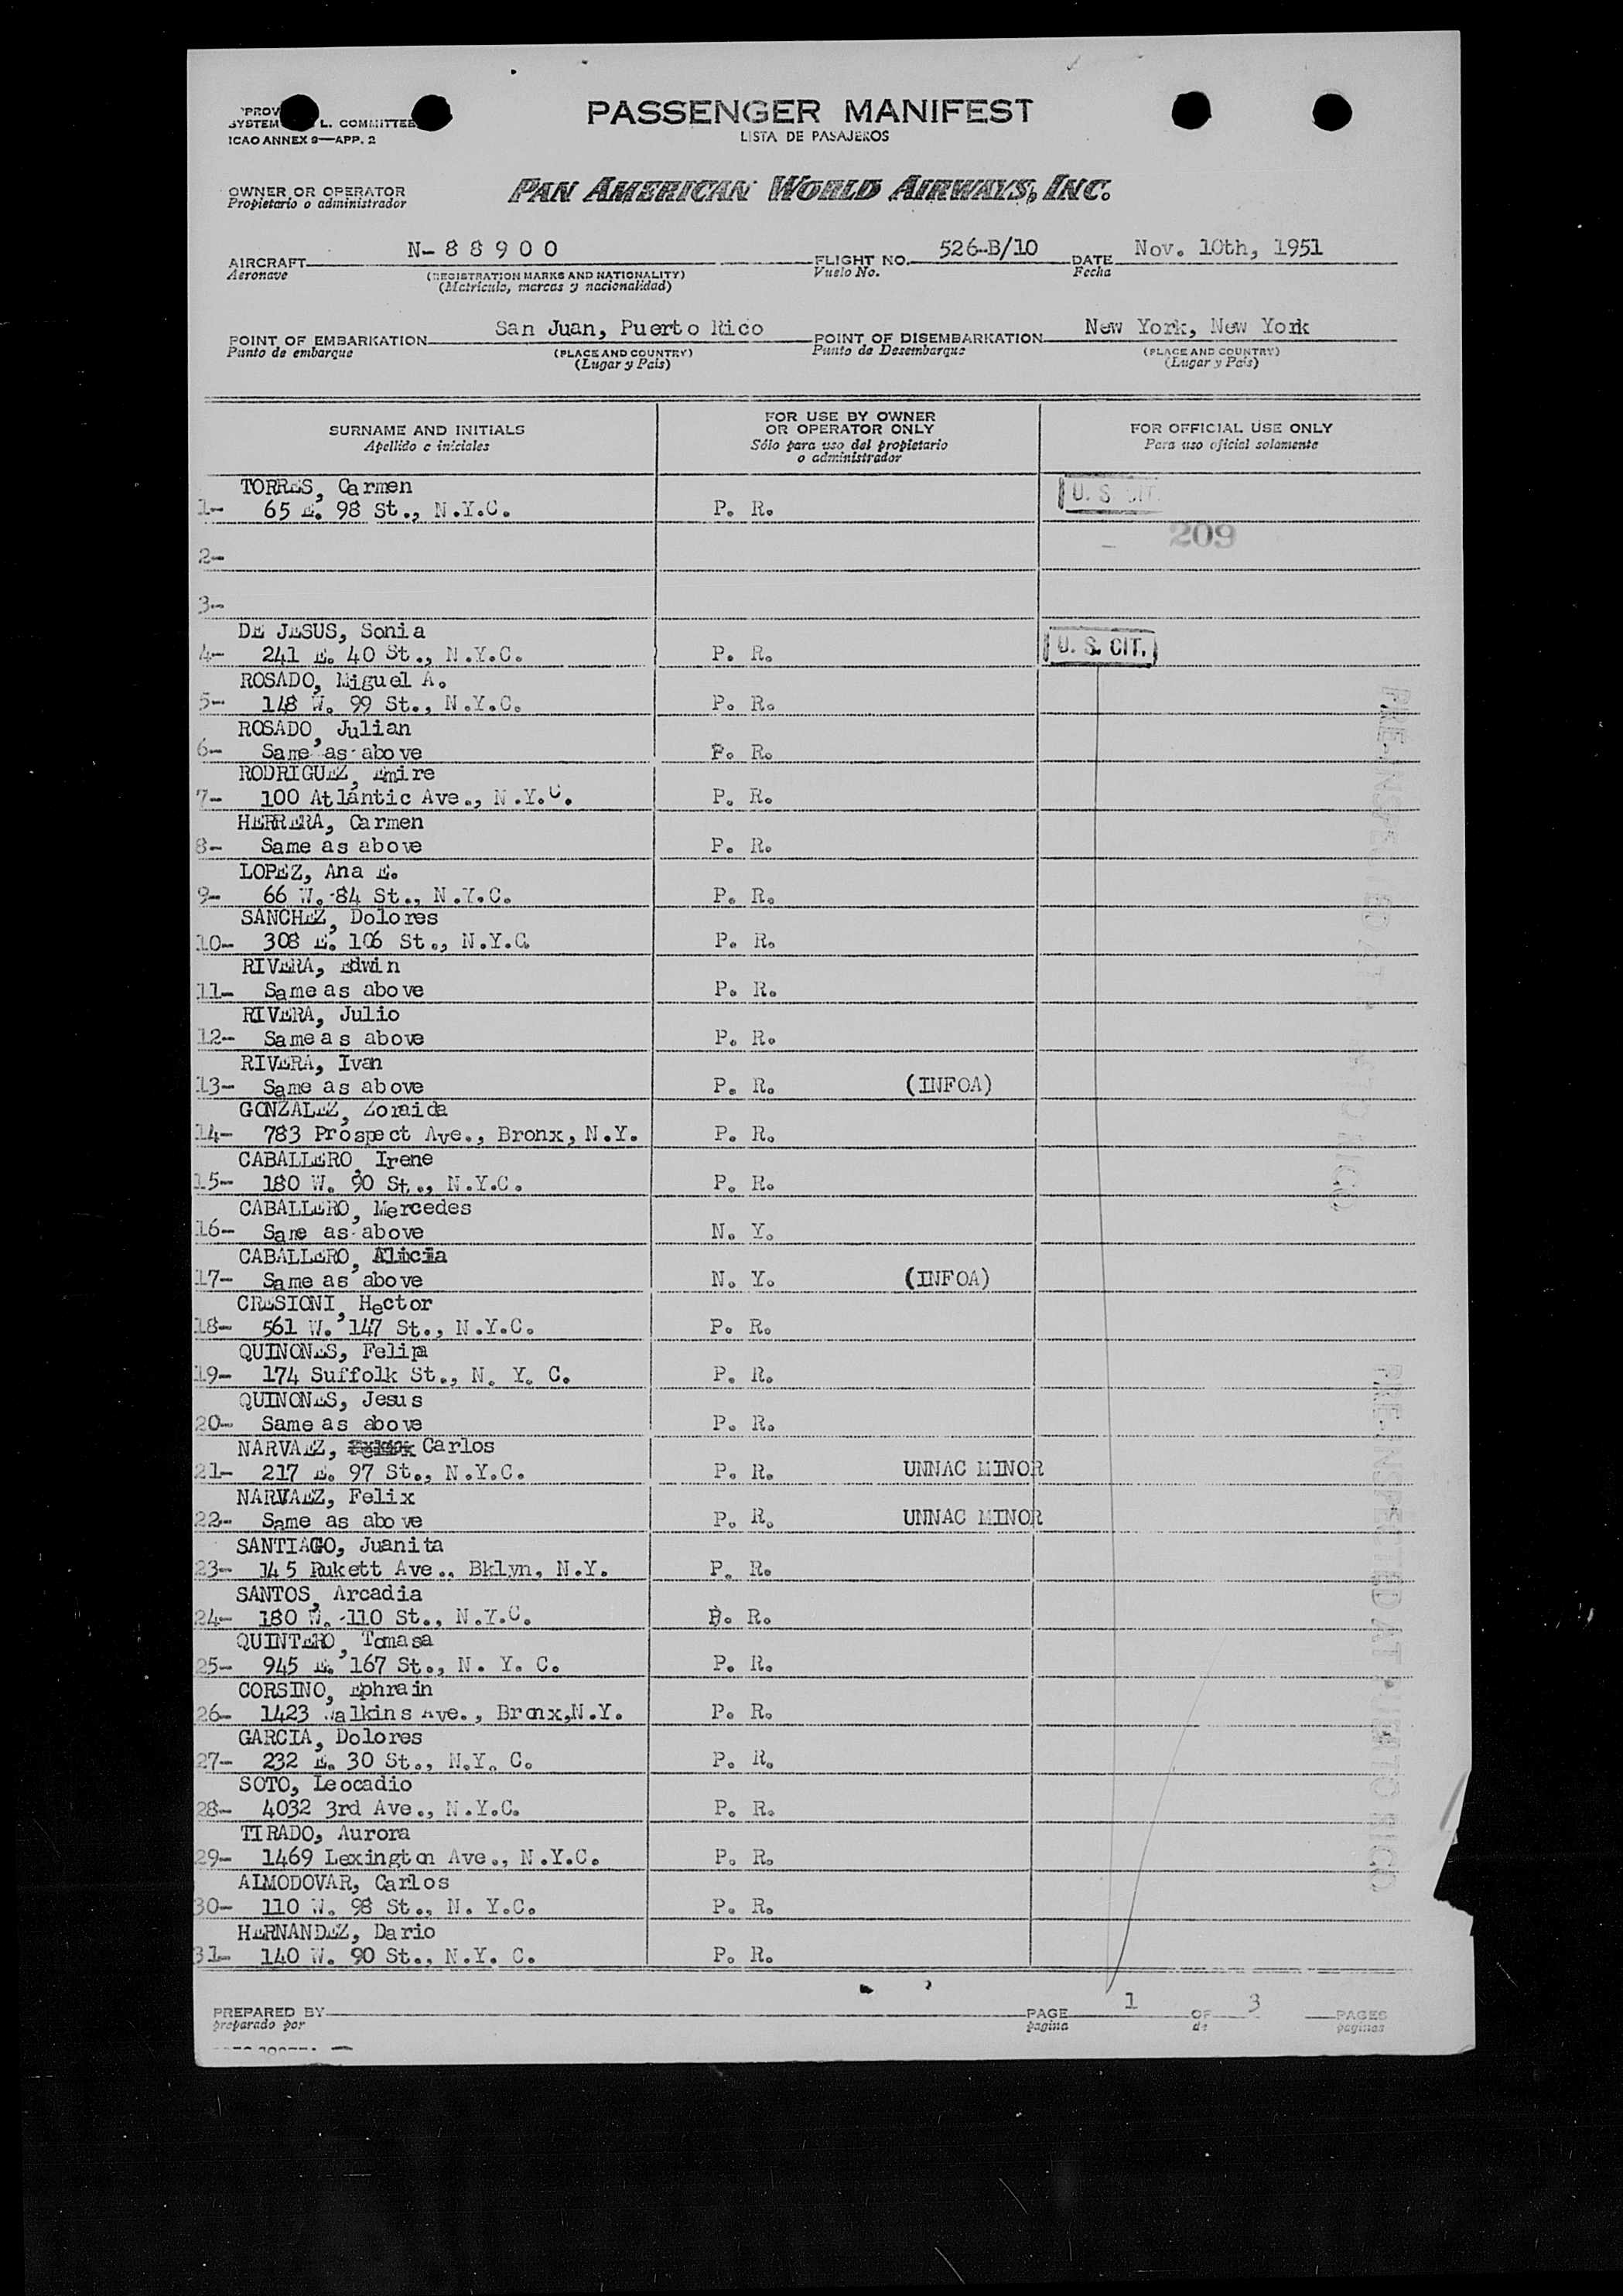 PROV
SYSTEM L. COMMITTEE
ICAO ANNEX 9—APP. 2
PASSENGER MANIFEST
LISTA DE PASAJEROS
OWNER OR OPERATOR
Propietario o administrador
PAN AMERICAN WORLD AIRWAYS, INC.
AIRCRAFT N-88900 FLIGHT NO. 526-B/10 DATE Nov. 10th, 1951
Aeronave (REGISTRATION MARKS AND NATIONALITY) Vuelo No. Fecha
(Matrícula, marcas y nacionalidad)
POINT OF EMBARKATION San Juan, Puerto Rico POINT OF DISEMBARKATION New York, New York
Punto de embarque (PLACE AND COUNTRY) Punto de Desembarque (PLACE AND COUNTRY)
(Lugar y País) (Lugar y País)
SURNAME AND INITIALS
Apellido e iniciales
FOR USE BY OWNER
OR OPERATOR ONLY
Sólo para uso del propietario
o administrador
FOR OFFICIAL USE ONLY
Para uso oficial solamente
TORRES, Carmen
1- 65 E. 98 St., N.Y.C. P. R. U. S. CIT.
209
2-
3-
DE JESUS, Sonia
4- 241 E. 40 St., N.Y.C. P. R. U. S. CIT.
ROSADO, Miguel A.
5- 148 W. 99 St., N.Y.C. P. R.
ROSADO, Julian
6- Same as above P. R.
RODRIGUEZ, Emire
7- 100 Atlantic Ave., N.Y.C. P. R.
HERRERA, Carmen
8- Same as above P. R.
LOPEZ, Ana E.
9- 66 W. 84 St., N.Y.C. P. R.
SANCHEZ, Dolores
10- 308 E. 106 St., N.Y.C. P. R.
RIVERA, Edwin
11- Same as above P. R.
RIVERA, Julio
12- Same as above P. R.
RIVERA, Ivan
13- Same as above P. R. (INFOA)
GONZALEZ, Zoraida
14- 783 Prospect Ave., Bronx, N.Y. P. R.
CABALLERO, Irene
15- 180 W. 90 St., N.Y.C. P. R.
CABALLERO, Mercedes
16- Same as above N. Y.
CABALLERO, Alicia
17- Same as above N. Y. (INFOA)
CRESIONI, Hector
18- 561 W. 147 St., N.Y.C. P. R.
QUINONES, Felipa
19- 174 Suffolk St., N. Y. C. P. R.
QUINONES, Jesus
20- Same as above P. R.
NARVAEZ, Carlos
21- 217 E. 97 St., N.Y.C. P. R. UNNAC MINOR
NARVAEZ, Felix
22- Same as above P. R. UNNAC MINOR
SANTIAGO, Juanita
23- 145 Rukett Ave., Bklyn, N.Y. P. R.
SANTOS, Arcadia
24- 180 W. 110 St., N.Y.C. P. R.
QUINTERO, Tomasa
25- 945 E. 167 St., N. Y. C. P. R.
CORSINO, Ephrain
26- 1423 Walkins Ave., Bronx,N.Y. P. R.
GARCIA, Dolores
27- 232 E. 30 St., N.Y. C. P. R.
SOTO, Leocadio
28- 4032 3rd Ave., N.Y.C. P. R.
TIRADO, Aurora
29- 1469 Lexington Ave., N.Y.C. P. R.
ALMODOVAR, Carlos
30- 110 W. 98 St., N. Y.C. P. R.
HERNANDEZ, Dario
31- 140 W. 90 St., N.Y. C. P. R.
PRE-INSPECTED AT PUERTO RICO
PRE-INSPECTED AT PUERTO RICO
PREPARED BY PAGE 1 OF 3 PAGES
preparado por página de páginas